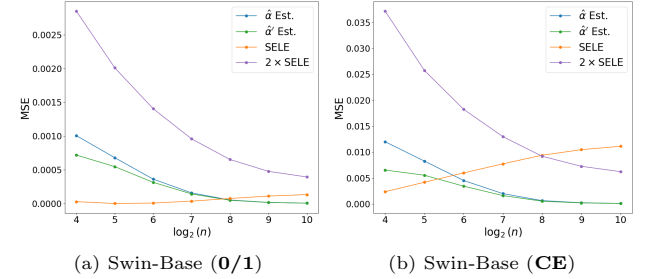 0.0025
0.0020
0.0015
0.0010
0.0005
0.0000
MSE
4 5 6 7 8 9 10
log₂(n)
α̂ Est.
α̂′ Est.
SELE
2 × SELE
(a) Swin-Base (0/1)
0.035
0.030
0.025
0.020
0.015
0.010
0.005
0.000
MSE
4 5 6 7 8 9 10
log₂(n)
α̂ Est.
α̂′ Est.
SELE
2 × SELE
(b) Swin-Base (CE)